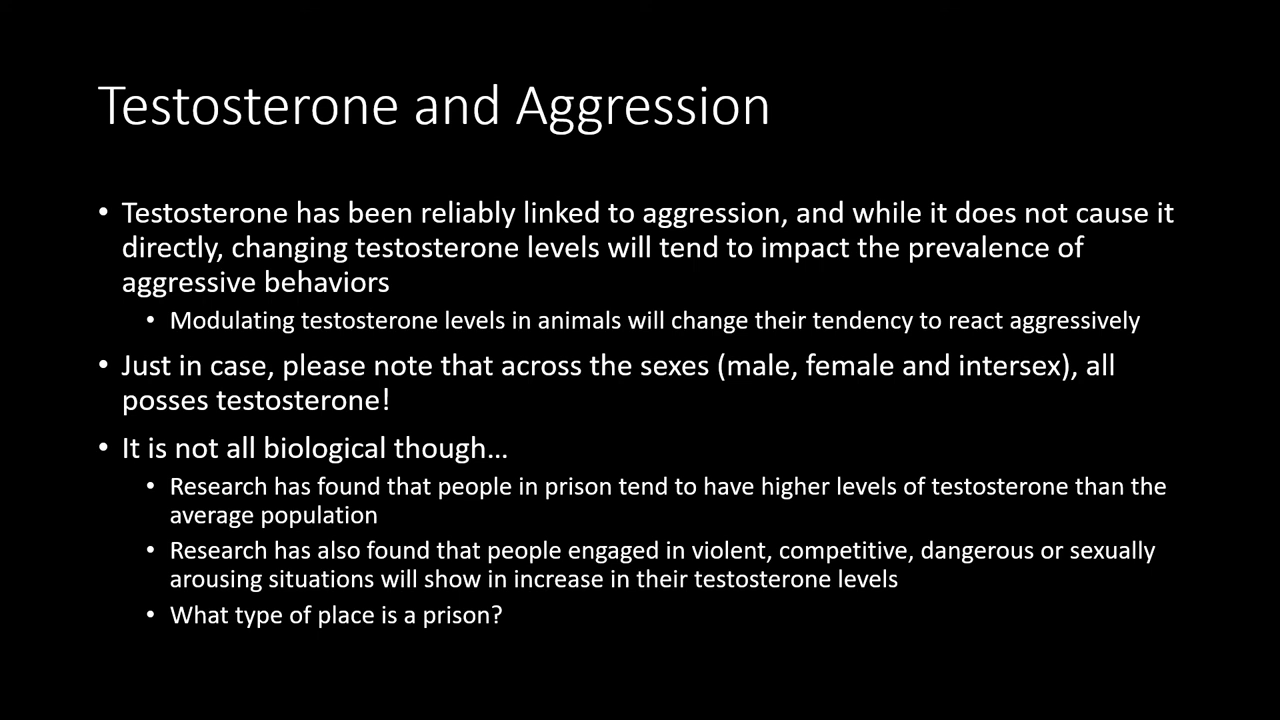 Testosterone and Aggression
• Testosterone has been reliably linked to aggression, and while it does not cause it
directly, changing testosterone levels will tend to impact the prevalence of
aggressive behaviors
• Modulating testosterone levels in animals will change their tendency to react aggressively
• Just in case, please note that across the sexes (male, female and intersex), all
posses testosterone!
• It is not all biological though…
• Research has found that people in prison tend to have higher levels of testosterone than the
average population
• Research has also found that people engaged in violent, competitive, dangerous or sexually
arousing situations will show in increase in their testosterone levels
• What type of place is a prison?